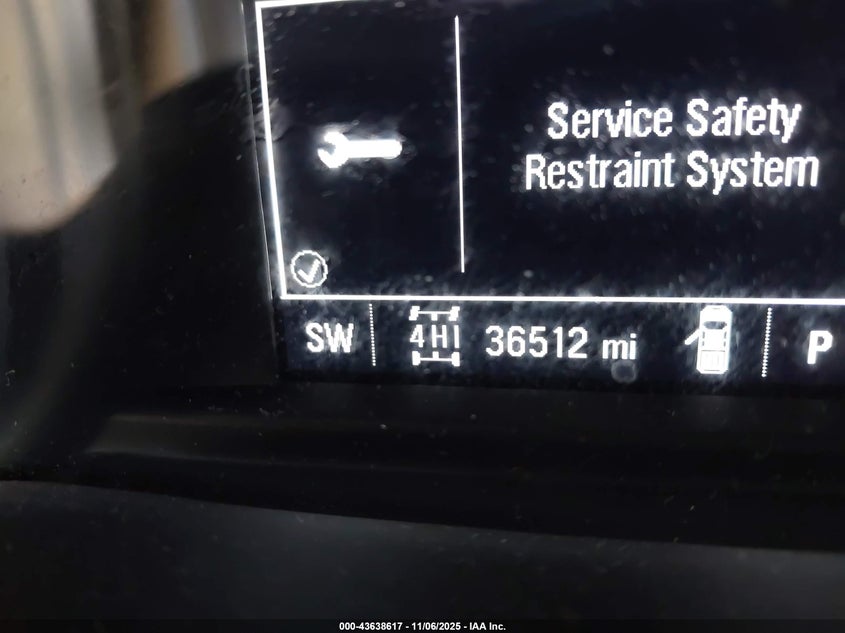 Service Safety
Restraint System
SW 4HI 36512 mi P
000-43638617 - 11/06/2025 - IAA Inc.